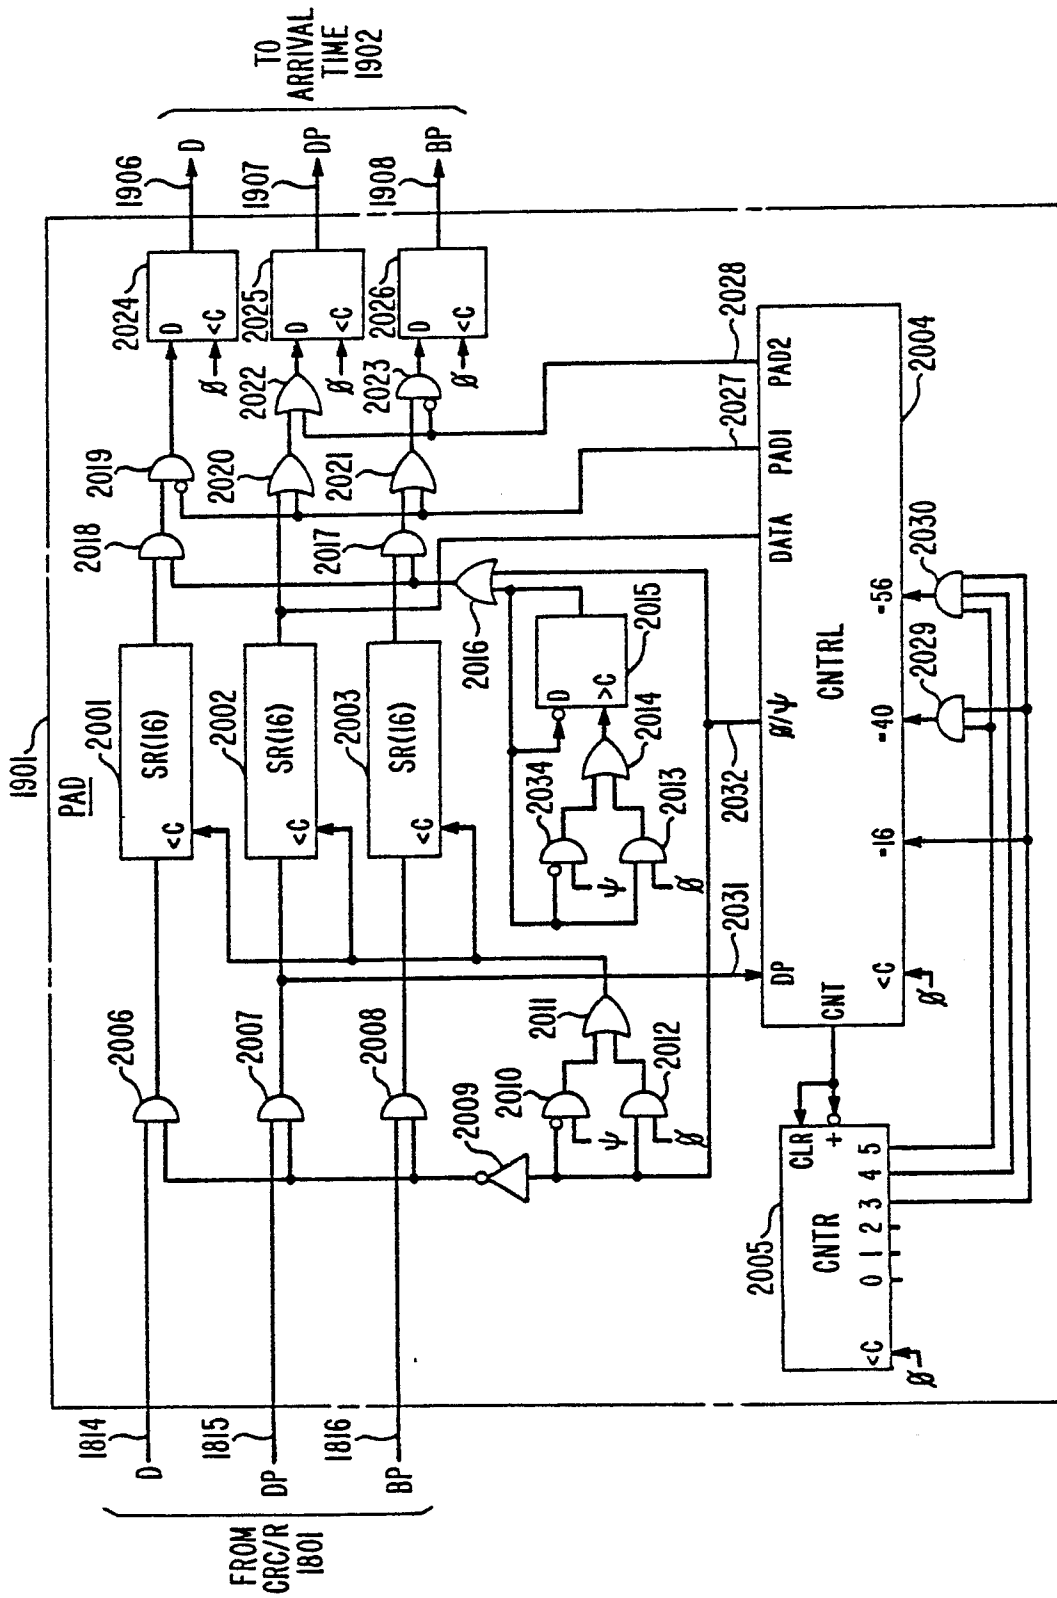 1901
PAD
FROM
CRC/R
1801
D
1814
DP
1815
BP
1816
2006
2007
2008
2009
2010
ψ
2012
Ø
2011
2001
SR(16)
<C
2002
SR(16)
<C
2003
SR(16)
<C
2034
ψ
2013
Ø
2014
D
>C
2015
2016
2017
2018
2019
2020
2021
2022
2023
2024
D
<C
Ø
2025
D
<C
Ø
2026
D
<C
Ø
1906
D
1907
DP
1908
BP
TO
ARRIVAL
TIME
1902
2005
CNTR
CLR
+
<C
Ø
0 1 2 3 4 5
2031
2032
2027
2028
DP
Ø/ψ
DATA
PAD1
PAD2
CNT
CNTRL
2004
<C
Ø
=16
=40
=56
2029
2030